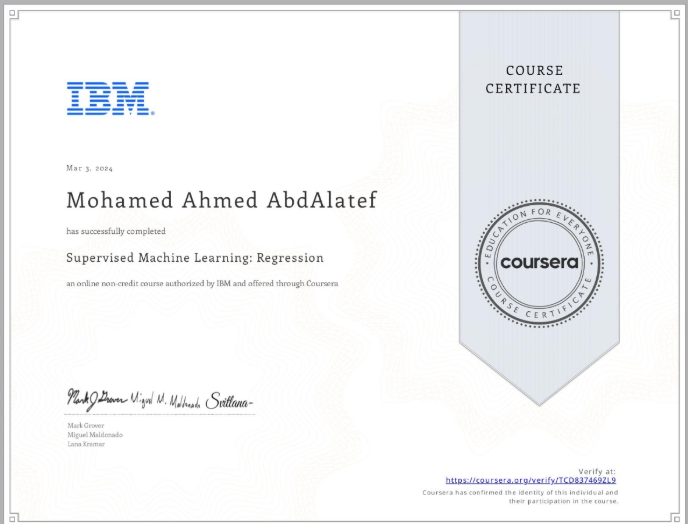 IBM
COURSE
CERTIFICATE
Mar 3, 2024
Mohamed Ahmed AbdAlatef
has successfully completed
Supervised Machine Learning: Regression
an online non-credit course authorized by IBM and offered through Coursera
EDUCATION FOR EVERYONE
coursera
COURSE CERTIFICATE
Mark J Grover Miguel M. Maldonado Svitlana
Mark Grover
Miguel Maldonado
Lana Kramar
Verify at:
https://coursera.org/verify/TCD837469ZL9
Coursera has confirmed the identity of this individual and
their participation in the course.